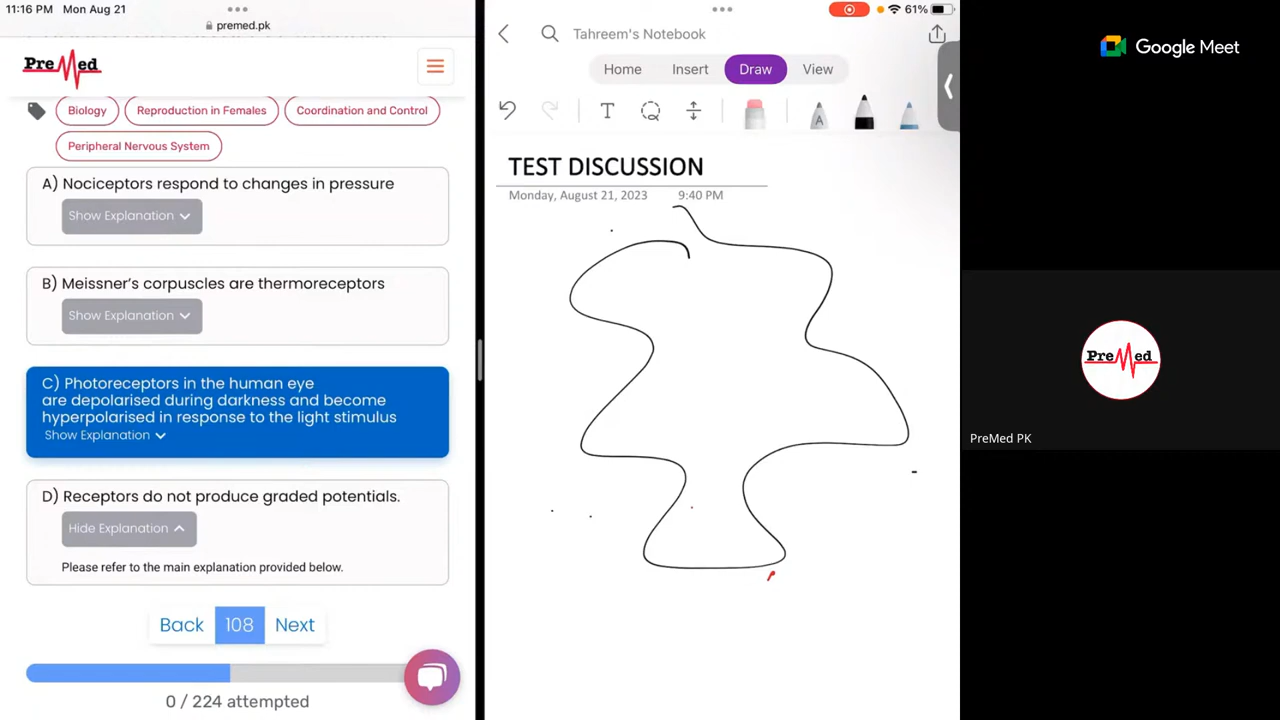 11:16 PM Mon Aug 21
premed.pk
PreMed
Biology
Reproduction in Females
Coordination and Control
Peripheral Nervous System
A) Nociceptors respond to changes in pressure
Show Explanation
B) Meissner's corpuscles are thermoreceptors
Show Explanation
C) Photoreceptors in the human eye
are depolarised during darkness and become
hyperpolarised in response to the light stimulus
Show Explanation
D) Receptors do not produce graded potentials.
Hide Explanation
Please refer to the main explanation provided below.
Back 108 Next
0 / 224 attempted
61%
Tahreem's Notebook
Home Insert Draw View
T
A
TEST DISCUSSION
Monday, August 21, 2023 9:40 PM
Google Meet
PreMed
PreMed PK